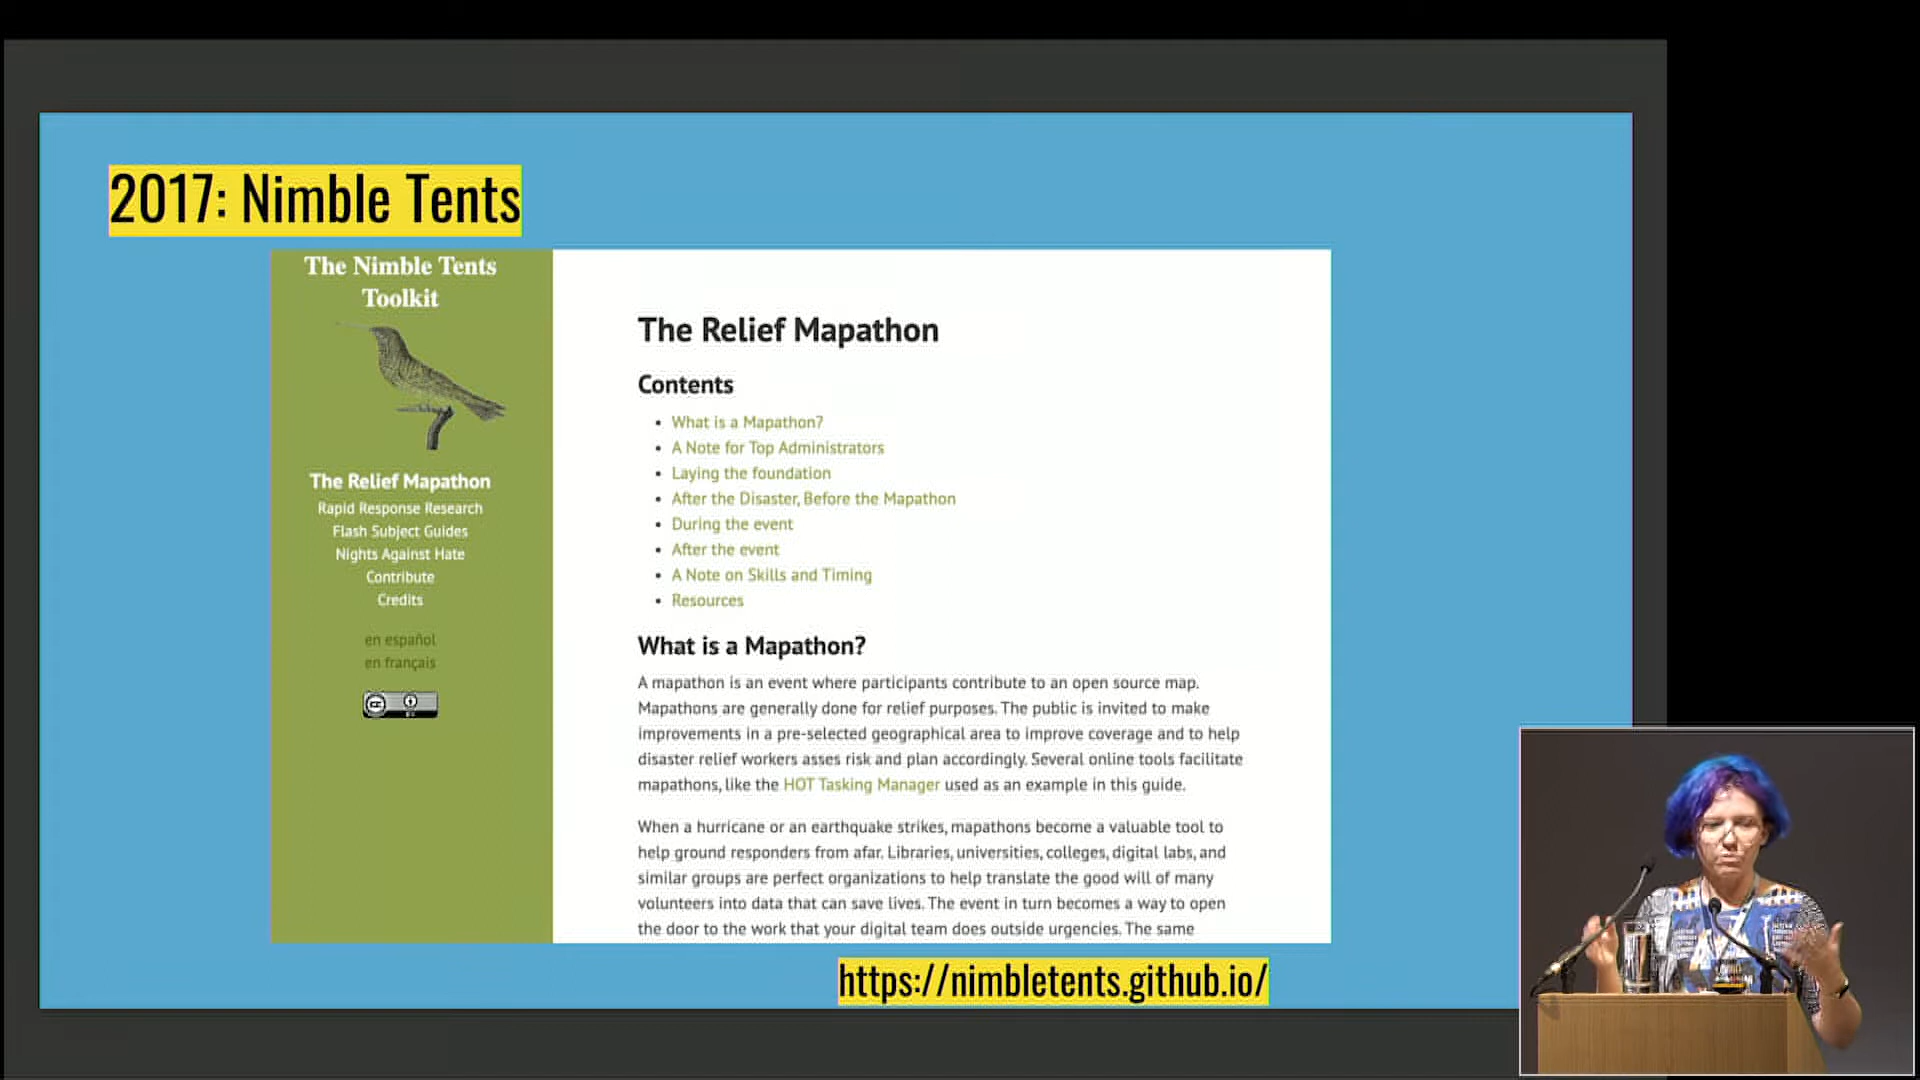 2017: Nimble Tents
The Nimble Tents
Toolkit
The Relief Mapathon
Rapid Response Research
Flash Subject Guides
Nights Against Hate
Contribute
Credits
en español
en français
The Relief Mapathon
Contents
What is a Mapathon?
A Note for Top Administrators
Laying the foundation
After the Disaster, Before the Mapathon
During the event
After the event
A Note on Skills and Timing
Resources
What is a Mapathon?
A mapathon is an event where participants contribute to an open source map.
Mapathons are generally done for relief purposes. The public is invited to make
improvements in a pre-selected geographical area to improve coverage and to help
disaster relief workers asses risk and plan accordingly. Several online tools facilitate
mapathons, like the HOT Tasking Manager used as an example in this guide.
When a hurricane or an earthquake strikes, mapathons become a valuable tool to
help ground responders from afar. Libraries, universities, colleges, digital labs, and
similar groups are perfect organizations to help translate the good will of many
volunteers into data that can save lives. The event in turn becomes a way to open
the door to the work that your digital team does outside urgencies. The same
https://nimbletents.github.io/